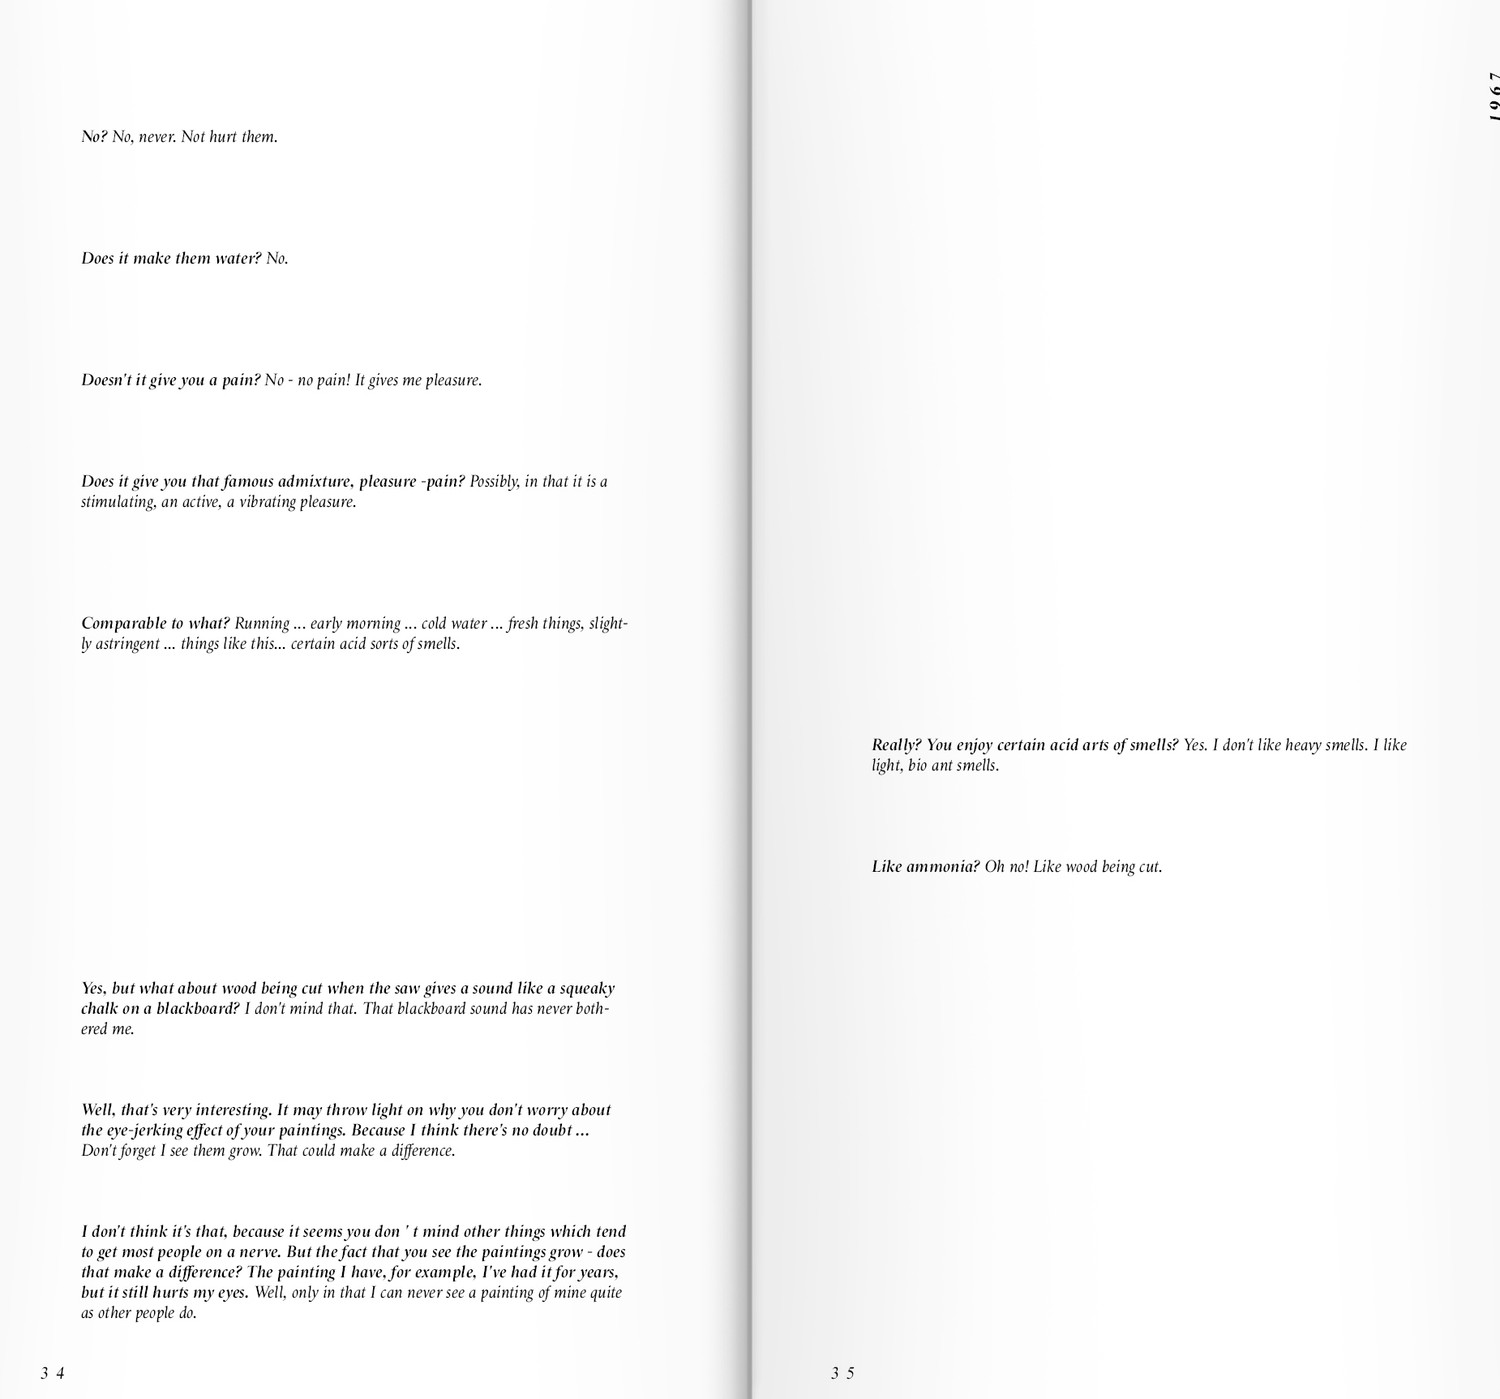 No? No, never. Not hurt them.
Does it make them water? No.
Doesn't it give you a pain? No - no pain! It gives me pleasure.
Does it give you that famous admixture, pleasure -pain? Possibly, in that it is a
stimulating, an active, a vibrating pleasure.
Comparable to what? Running ... early morning ... cold water ... fresh things, slight-
ly astringent ... things like this... certain acid sorts of smells.
Yes, but what about wood being cut when the saw gives a sound like a squeaky
chalk on a blackboard? I don't mind that. That blackboard sound has never both-
ered me.
Well, that's very interesting. It may throw light on why you don't worry about
the eye-jerking effect of your paintings. Because I think there's no doubt ...
Don't forget I see them grow. That could make a difference.
I don't think it's that, because it seems you don ' t mind other things which tend
to get most people on a nerve. But the fact that you see the paintings grow - does
that make a difference? The painting I have, for example, I've had it for years,
but it still hurts my eyes. Well, only in that I can never see a painting of mine quite
as other people do.
3 4
1967
Really? You enjoy certain acid arts of smells? Yes. I don't like heavy smells. I like
light, bio ant smells.
Like ammonia? Oh no! Like wood being cut.
3 5